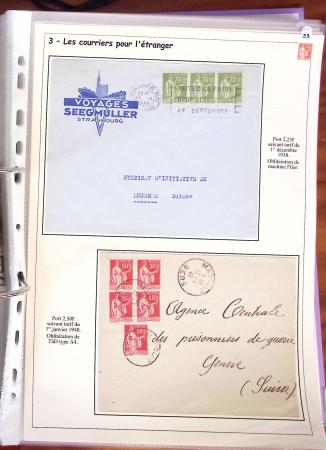 33
3 - Les courriers pour l'étranger
VOYAGES
SEEGMÜLLER
STRASBOURG
SEPTEMBRE
SYNDICAT D'INITIATIVE DE
LUCERNE Suisse
Port 2,25F
suivant tarif du
1er décembre
1938.
Oblitération de
machine Flier.
Port 2,50F
suivant tarif du
1er janvier 1940.
Oblitération de
TàD type A4.
Agence Centrale
des prisonniers de guerre
Genève
(Suisse)